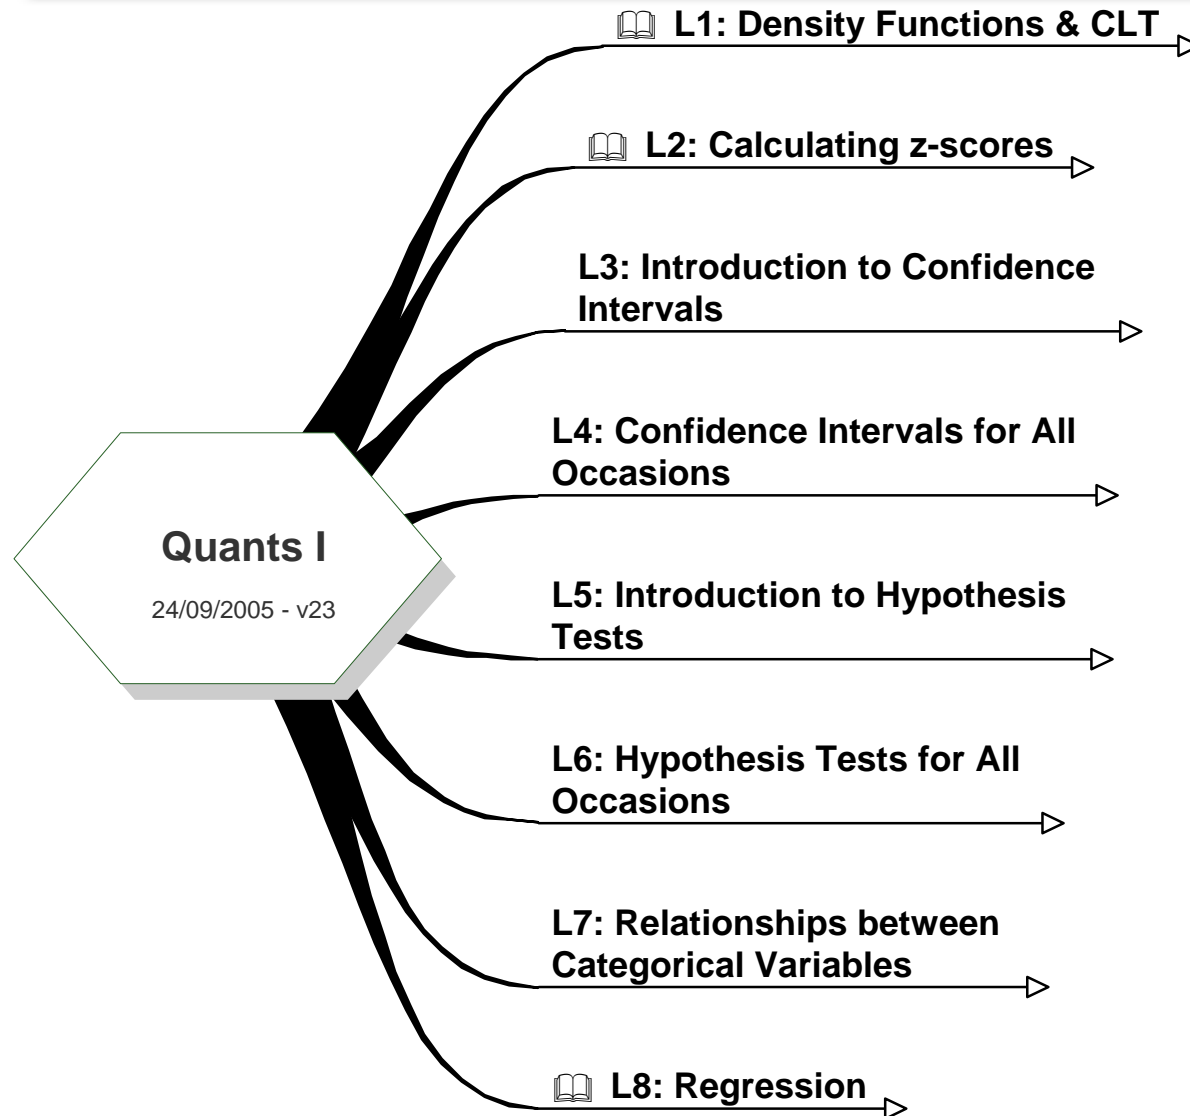 L1: Density Functions & CLT
L2: Calculating z-scores
L3: Introduction to Confidence
Intervals
L4: Confidence Intervals for All
Occasions
Quants I
24/09/2005 - v23
L5: Introduction to Hypothesis
Tests
L6: Hypothesis Tests for All
Occasions
L7: Relationships between
Categorical Variables
L8: Regression